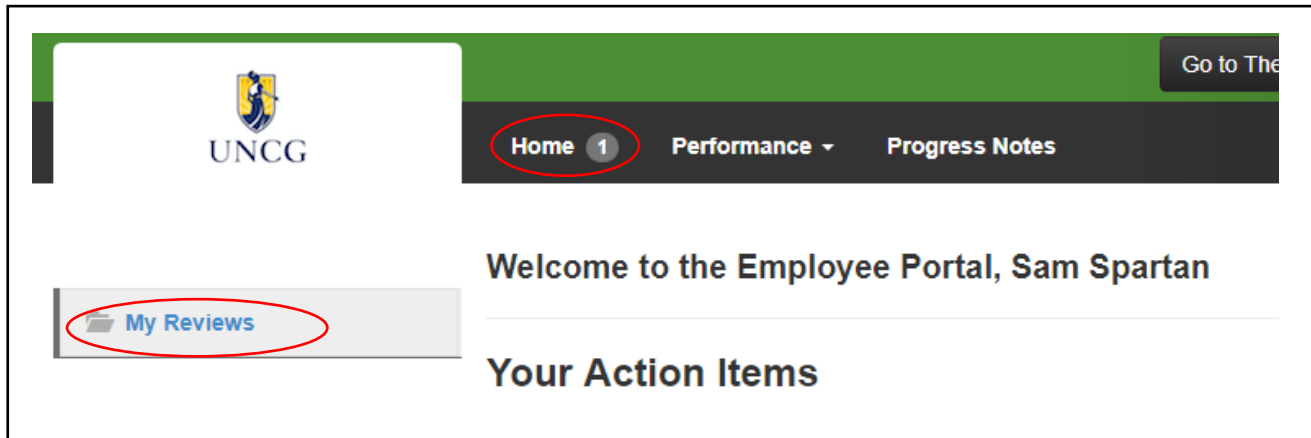 Go to The
UNCG
Home 1 Performance Progress Notes
Welcome to the Employee Portal, Sam Spartan
My Reviews
Your Action Items